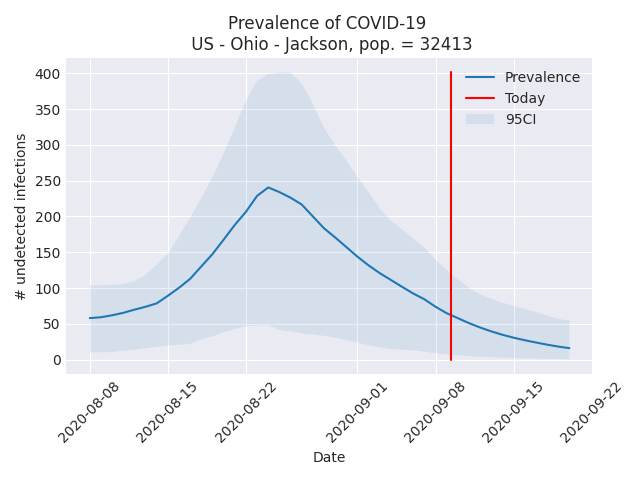 Prevalence of COVID-19
US - Ohio - Jackson, pop. = 32413
# undetected infections
400
350
300
250
200
150
100
50
0
Prevalence
Today
95CI
2020-08-08
2020-08-15
2020-08-22
2020-09-01
2020-09-08
2020-09-15
2020-09-22
Date